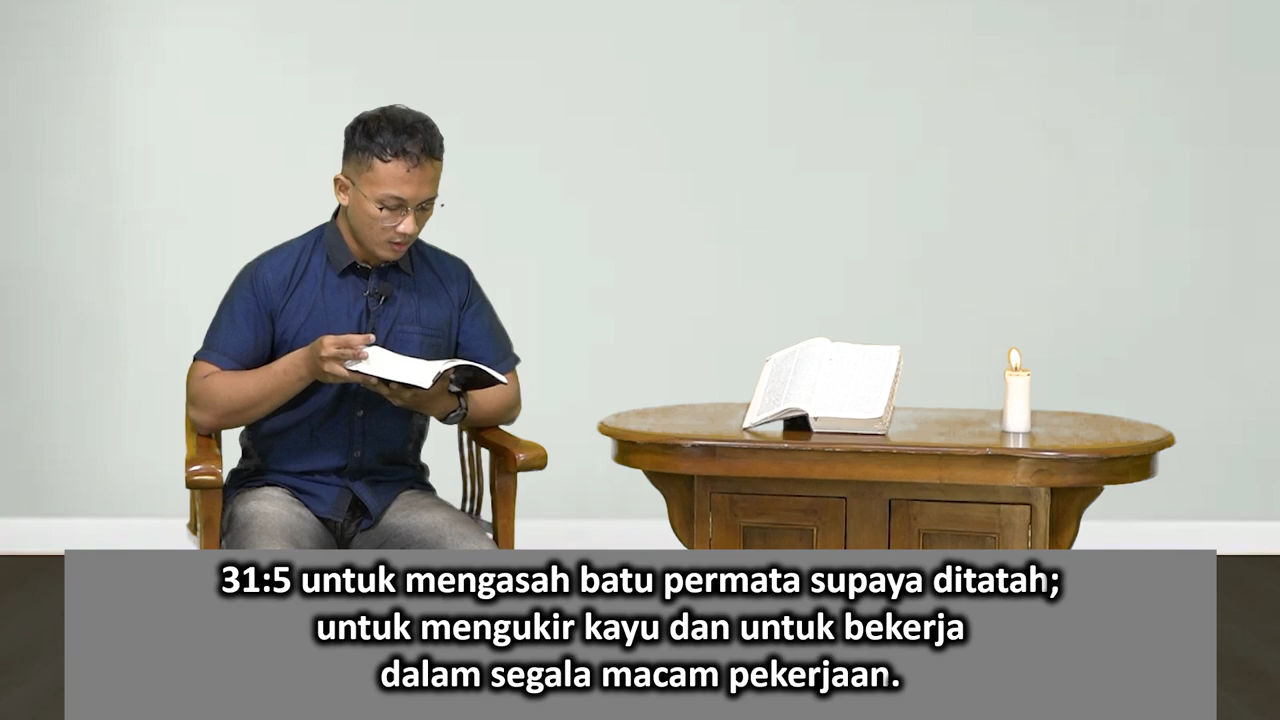 31:5 untuk mengasah batu permata supaya ditatah;
untuk mengukir kayu dan untuk bekerja
dalam segala macam pekerjaan.